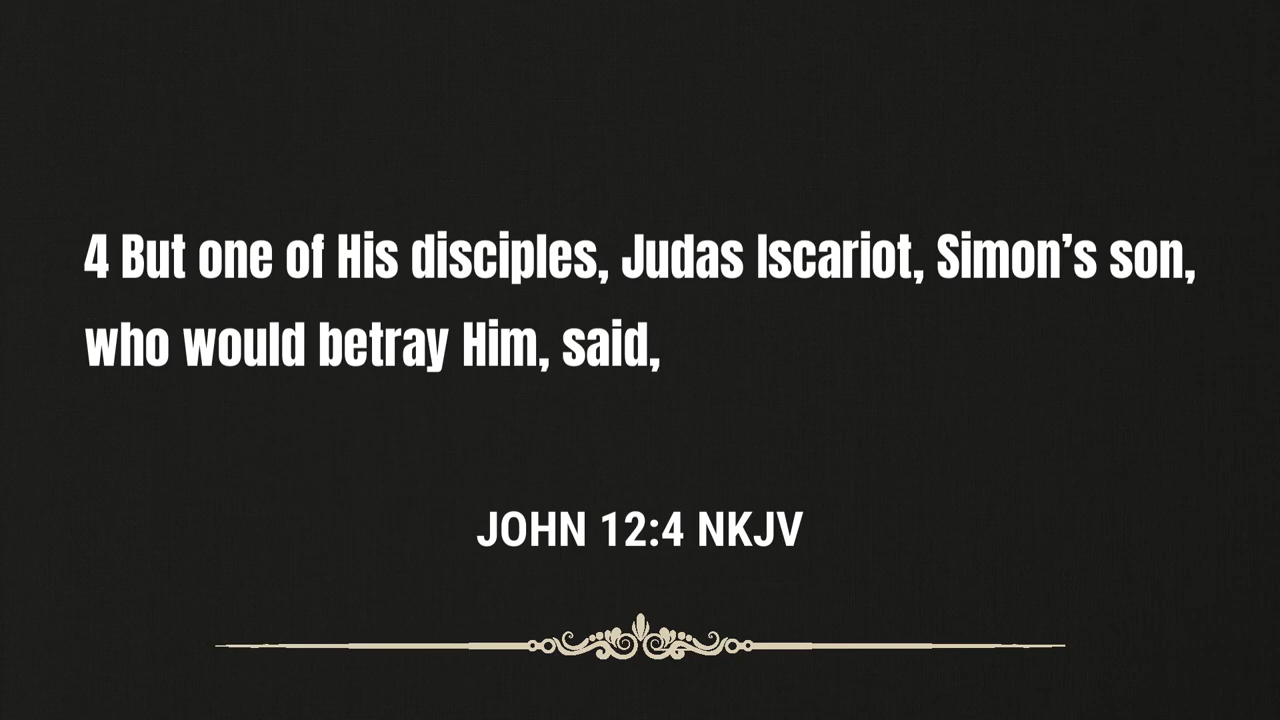 4 But one of His disciples, Judas Iscariot, Simon’s son,
who would betray Him, said,
JOHN 12:4 NKJV